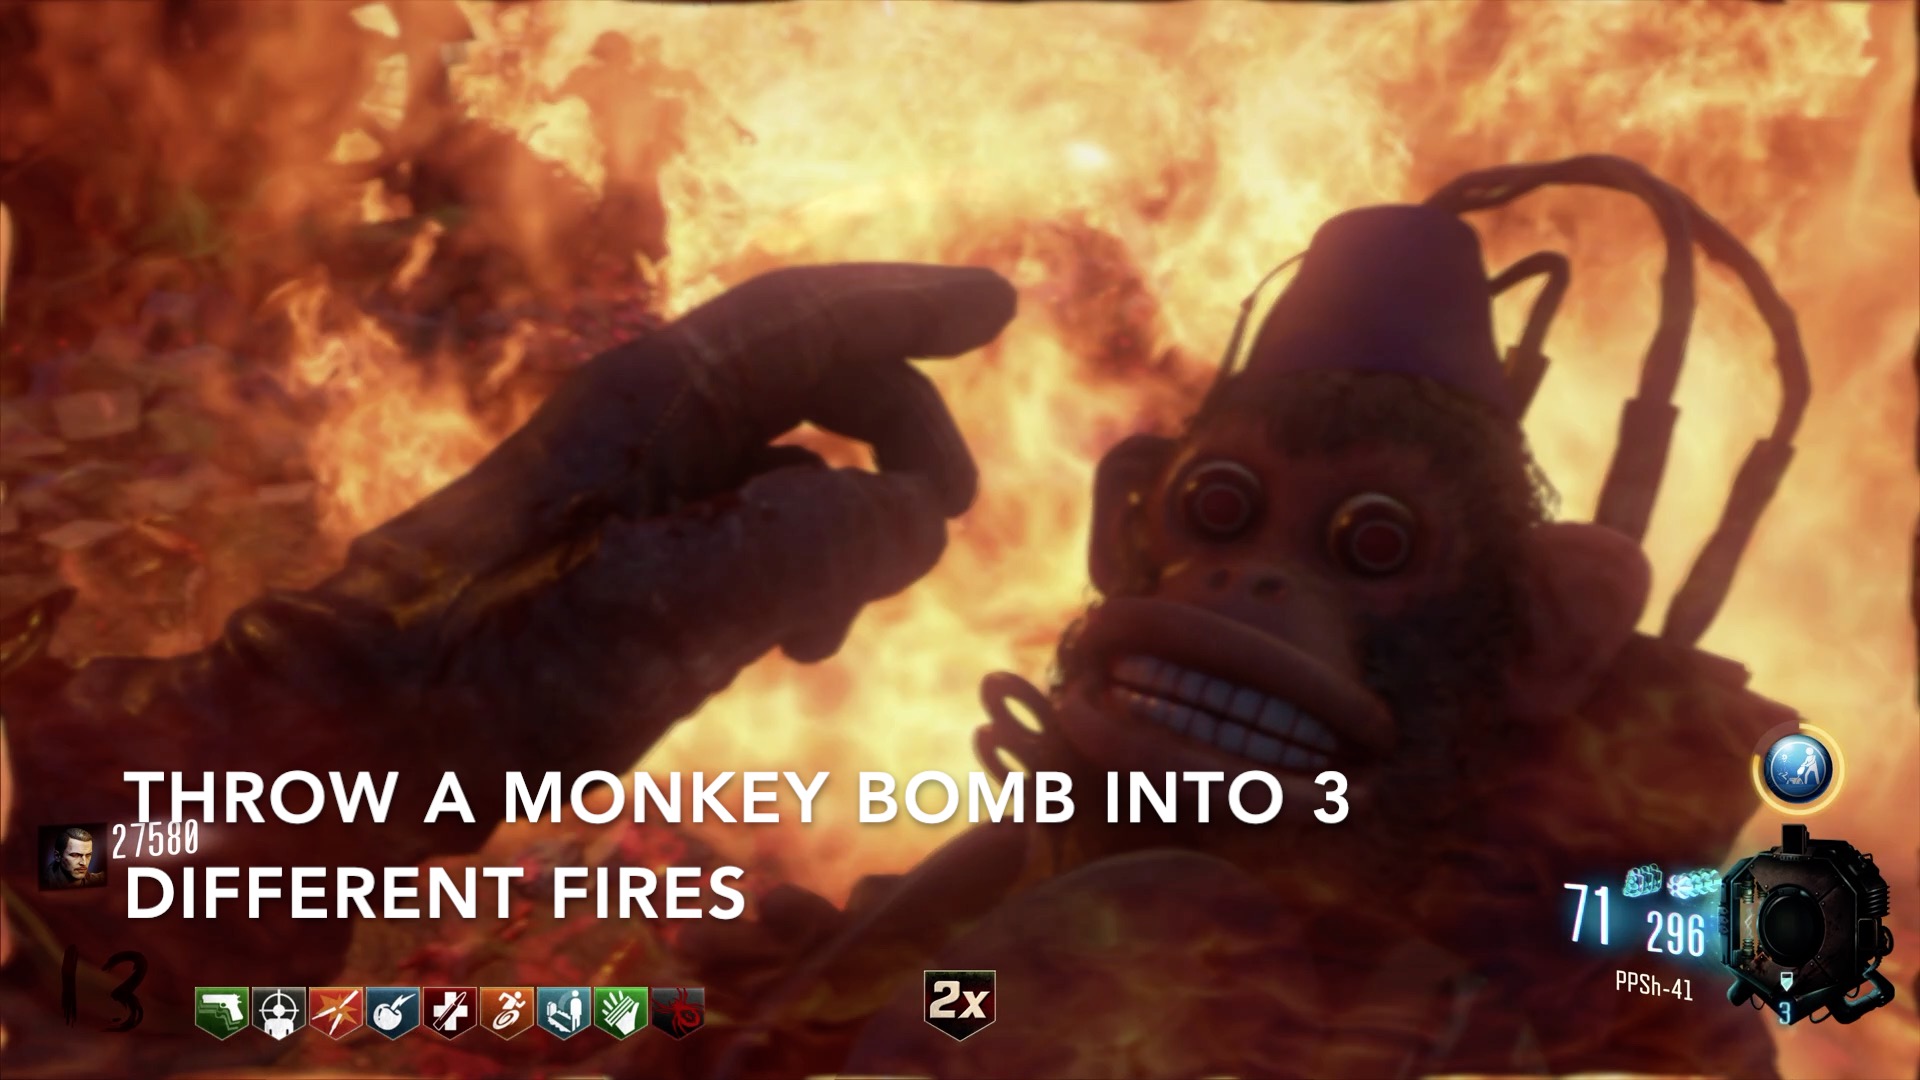 THROW A MONKEY BOMB INTO 3
27580
DIFFERENT FIRES
71 296
PPSh-41
13
2x
3